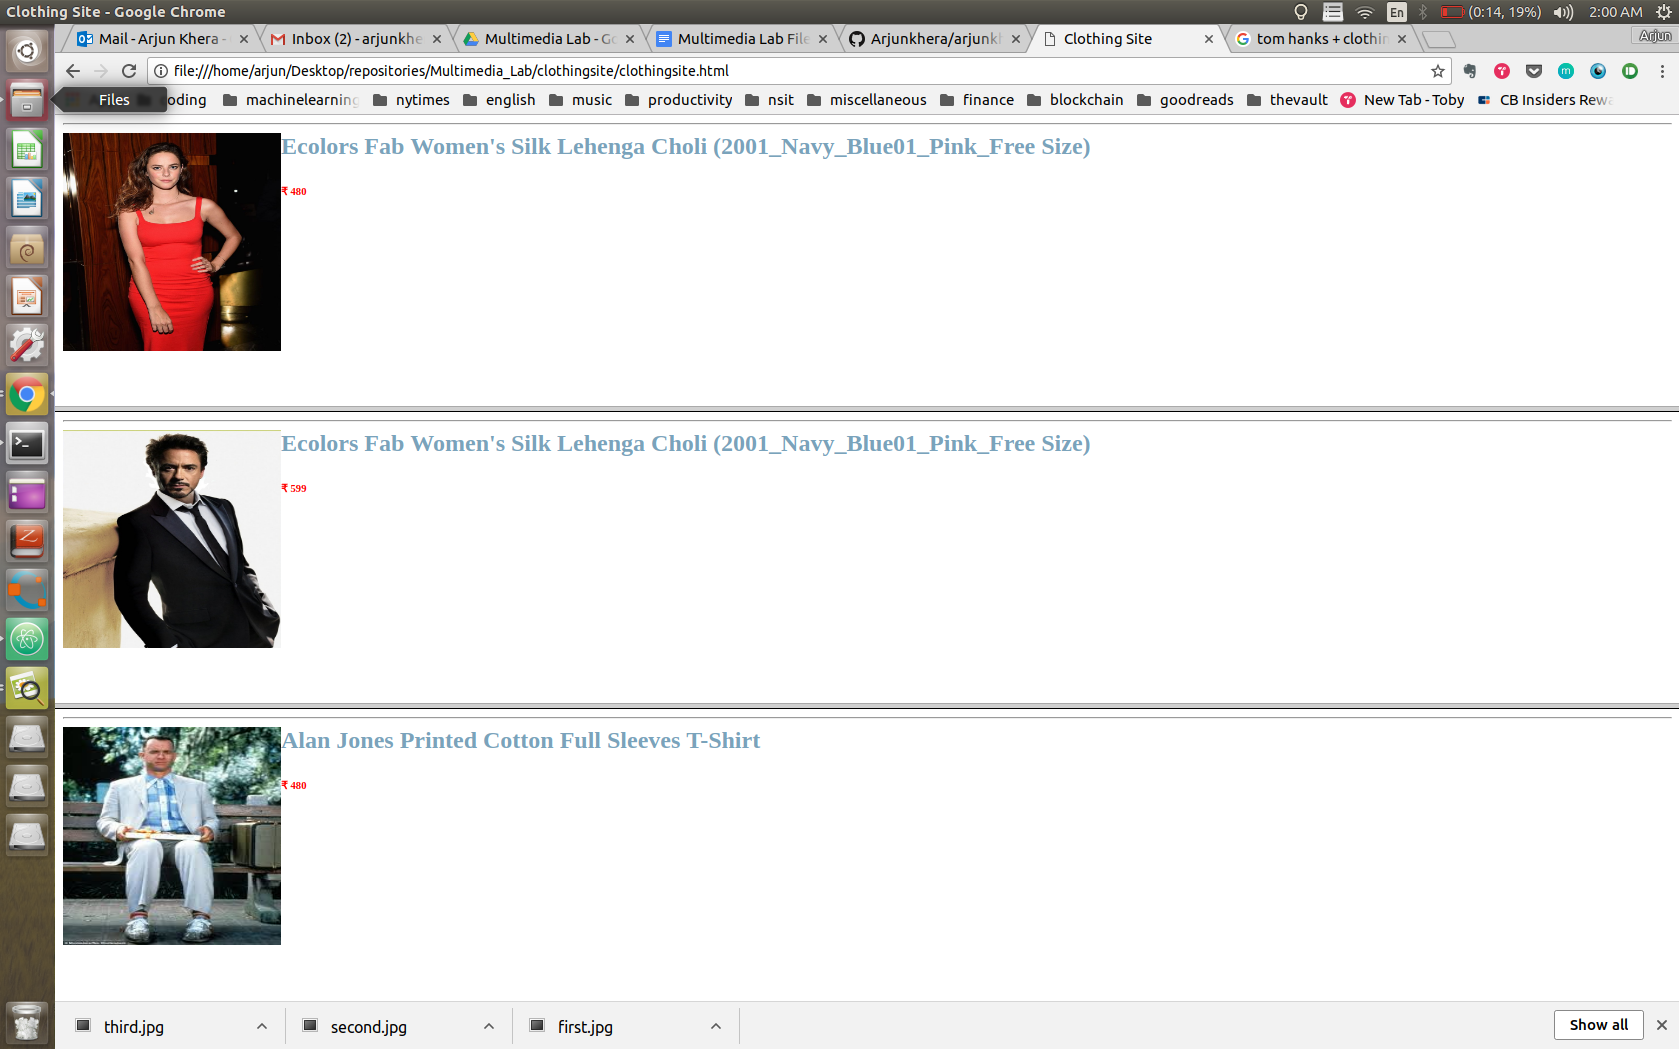 Clothing Site - Google Chrome
En
(0:14, 19%)
2:00 AM
Mail - Arjun Khera -
Inbox (2) - arjunkhe
Multimedia Lab - Go
Multimedia Lab File
Arjunkhera/arjunkh
Clothing Site
tom hanks + clothin
Arjun
file:///home/arjun/Desktop/repositories/Multimedia_Lab/clothingsite/clothingsite.html
Files
coding
machinelearning
nytimes
english
music
productivity
nsit
miscellaneous
finance
blockchain
goodreads
thevault
New Tab - Toby
CB Insiders Rewa
Ecolors Fab Women's Silk Lehenga Choli (2001_Navy_Blue01_Pink_Free Size)
₹ 480
Ecolors Fab Women's Silk Lehenga Choli (2001_Navy_Blue01_Pink_Free Size)
₹ 599
Alan Jones Printed Cotton Full Sleeves T-Shirt
₹ 480
third.jpg
second.jpg
first.jpg
Show all